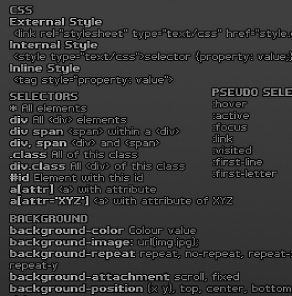 CSS
External Style
<link rel="stylesheet" type="text/css" href="style.
Internal Style
<style type="text/css">selector {property: value;}
Inline Style
<tag style="property: value">
SELECTORS
* All elements
div All <div> elements
div span <span> within a <div>
div, span <div> and <span>
.class All of this class
div.class All <div> of this class
#id Element with this id
a[attr] <a> with attribute
a[attr="XYZ"] <a> with attribute of XYZ
PSEUDO SELE
:hover
:active
:focus
:link
:visited
:first-line
:first-letter
BACKGROUND
background-color Colour value
background-image: url(img.jpg);
background-repeat repeat, no-repeat, repeat-
repeat-y
background-attachment scroll, fixed
background-position (x y), top, center, bottom